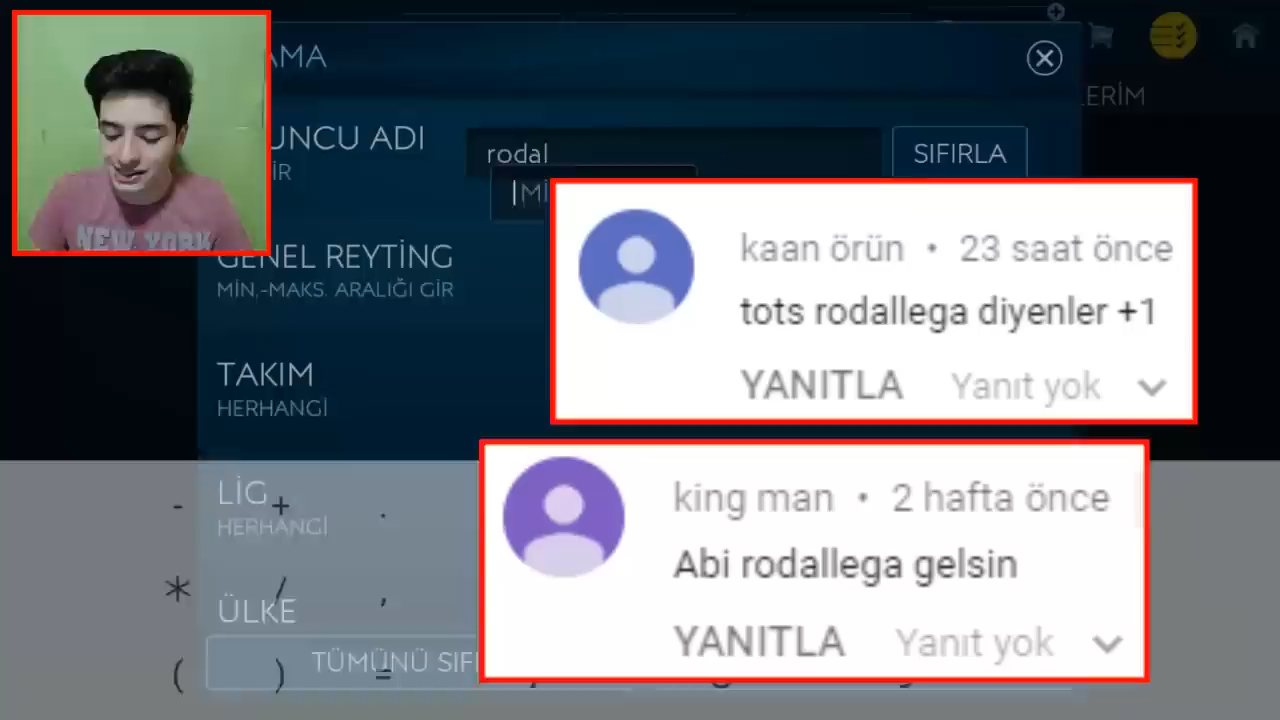 AMA
UNCU ADI
rodal
SIFIRLA
İR
Mİ
ERİM
NEW YORK
GENEL REYTİNG
MİN.-MAKS. ARALIĞI GİR
kaan örün • 23 saat önce
tots rodallega diyenler +1
YANITLA Yanıt yok
TAKIM
HERHANGİ
LİG
HERHANGİ
- + .
* / ,
( ) =
king man • 2 hafta önce
Abi rodallega gelsin
YANITLA Yanıt yok
ÜLKE
TÜMÜNÜ SIFI